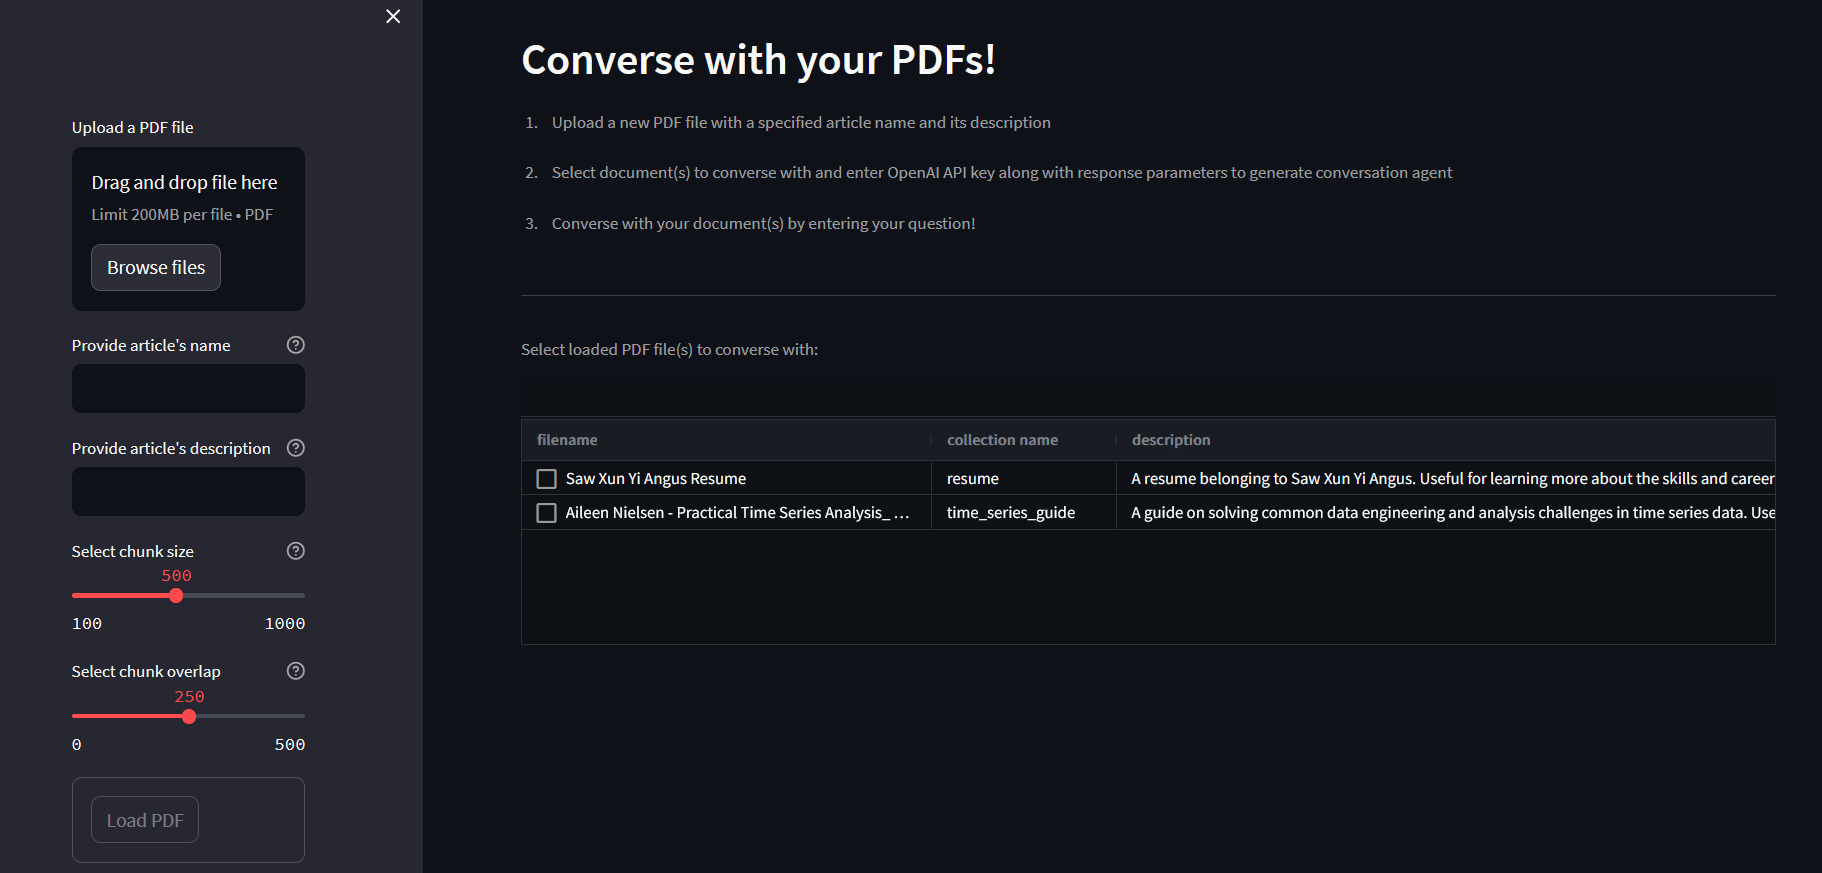 Upload a PDF file
Drag and drop file here
Limit 200MB per file • PDF
Browse files
Provide article's name
Provide article's description
Select chunk size
500
100 1000
Select chunk overlap
250
0 500
Load PDF
Converse with your PDFs!
1. Upload a new PDF file with a specified article name and its description
2. Select document(s) to converse with and enter OpenAI API key along with response parameters to generate conversation agent
3. Converse with your document(s) by entering your question!
Select loaded PDF file(s) to converse with:
filename collection name description
Saw Xun Yi Angus Resume resume A resume belonging to Saw Xun Yi Angus. Useful for learning more about the skills and career
Aileen Nielsen - Practical Time Series Analysis_ ... time_series_guide A guide on solving common data engineering and analysis challenges in time series data. Use